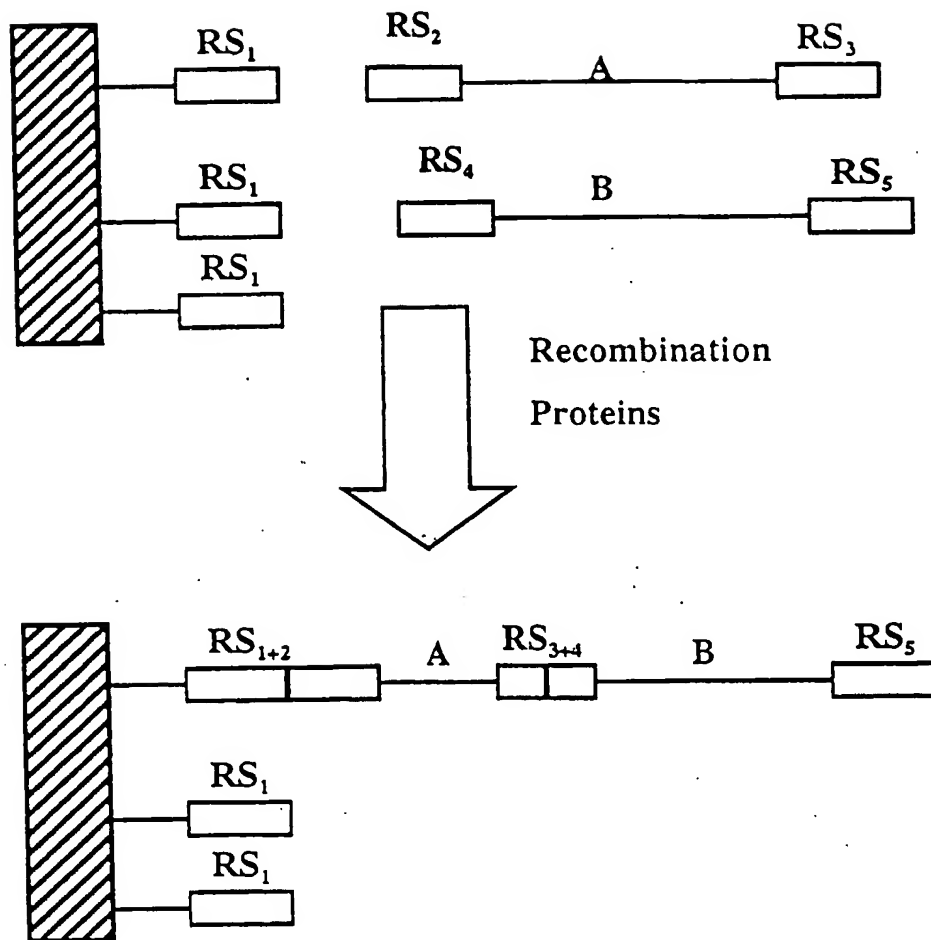 RS₁ RS₂ A RS₃
RS₁ RS₄ B RS₅
RS₁
Recombination
Proteins
RS₁₊₂ A RS₃₊₄ B RS₅
RS₁
RS₁